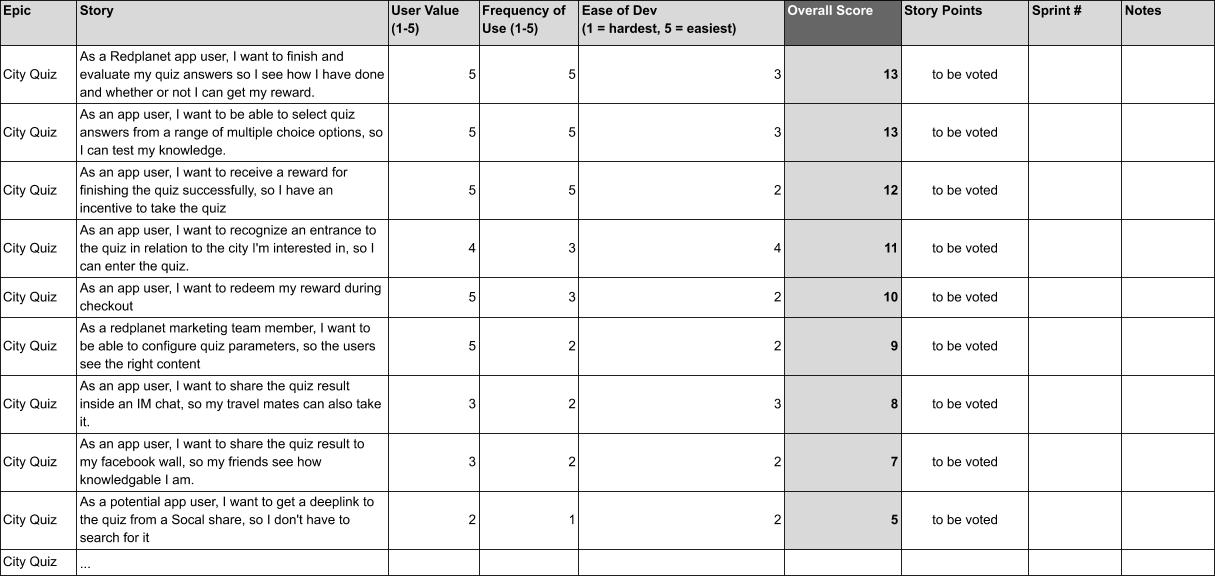 Epic Story User Value (1-5) Frequency of Use (1-5) Ease of Dev (1 = hardest, 5 = easiest) Overall Score Story Points Sprint # Notes
City Quiz As a Redplanet app user, I want to finish and
evaluate my quiz answers so I see how I have done
and whether or not I can get my reward. 5 5 3 13 to be voted
City Quiz As an app user, I want to be able to select quiz
answers from a range of multiple choice options, so
I can test my knowledge. 5 5 3 13 to be voted
City Quiz As an app user, I want to receive a reward for
finishing the quiz successfully, so I have an
incentive to take the quiz 5 5 2 12 to be voted
City Quiz As an app user, I want to recognize an entrance to
the quiz in relation to the city I'm interested in, so I
can enter the quiz. 4 3 4 11 to be voted
City Quiz As an app user, I want to redeem my reward during
checkout 5 3 2 10 to be voted
City Quiz As a redplanet marketing team member, I want to
be able to configure quiz parameters, so the users
see the right content 5 2 2 9 to be voted
City Quiz As an app user, I want to share the quiz result
inside an IM chat, so my travel mates can also take
it. 3 2 3 8 to be voted
City Quiz As an app user, I want to share the quiz result to
my facebook wall, so my friends see how
knowledgable I am. 3 2 2 7 to be voted
City Quiz As a potential app user, I want to get a deeplink to
the quiz from a Socal share, so I don't have to
search for it 2 1 2 5 to be voted
City Quiz ...